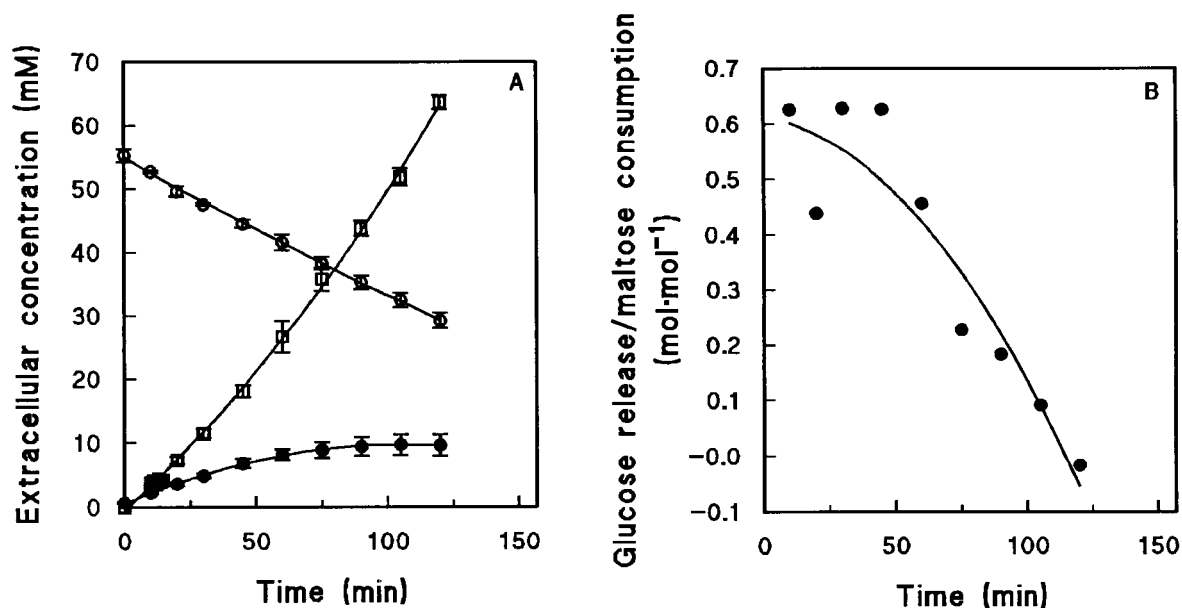 A
Extracellular concentration (mM)
70
60
50
40
30
20
10
0
0 50 100 150
Time (min)
B
Glucose release/maltose consumption
(mol·mol⁻¹)
0.7
0.6
0.5
0.4
0.3
0.2
0.1
−0.0
−0.1
0 50 100 150
Time (min)